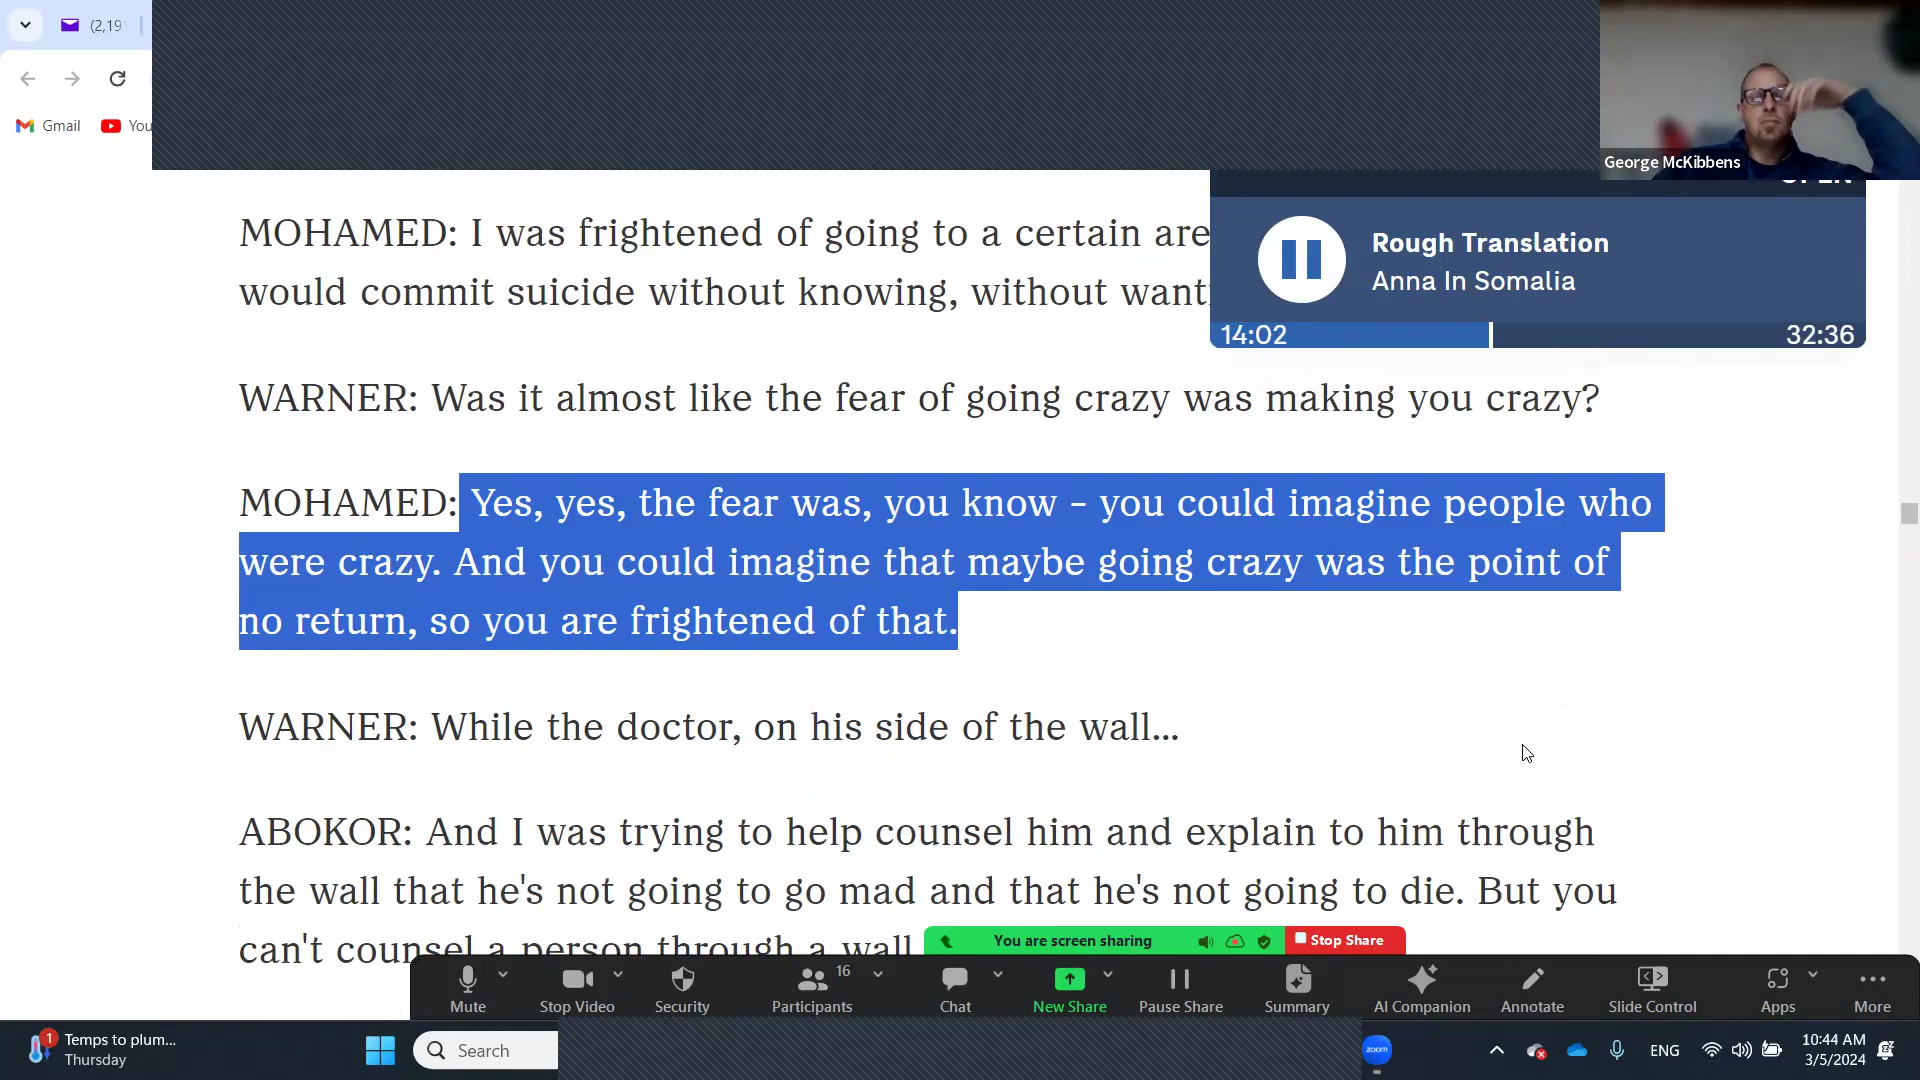 (2,19
Gmail
You
George McKibbens
MOHAMED: I was frightened of going to a certain are
would commit suicide without knowing, without want
Rough Translation
Anna In Somalia
14:02
32:36
WARNER: Was it almost like the fear of going crazy was making you crazy?
MOHAMED: Yes, yes, the fear was, you know - you could imagine people who
were crazy. And you could imagine that maybe going crazy was the point of
no return, so you are frightened of that.
WARNER: While the doctor, on his side of the wall...
ABOKOR: And I was trying to help counsel him and explain to him through
the wall that he's not going to go mad and that he's not going to die. But you
can't counsel a person through a wall
You are screen sharing
Stop Share
Mute
Stop Video
Security
Participants
16
Chat
New Share
Pause Share
Summary
AI Companion
Annotate
Slide Control
Apps
More
1
Temps to plum...
Thursday
Search
zoom
ENG
10:44 AM
3/5/2024